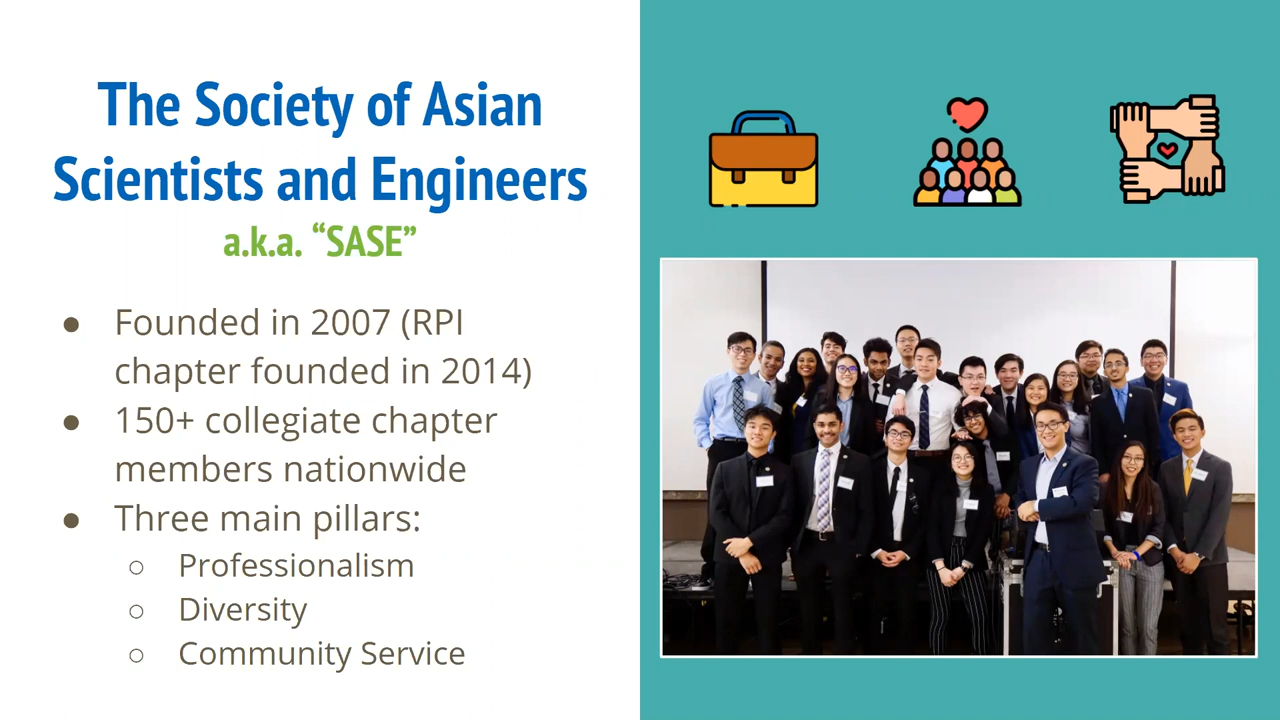 The Society of Asian
Scientists and Engineers
a.k.a. “SASE”
● Founded in 2007 (RPI
chapter founded in 2014)
● 150+ collegiate chapter
members nationwide
● Three main pillars:
○ Professionalism
○ Diversity
○ Community Service